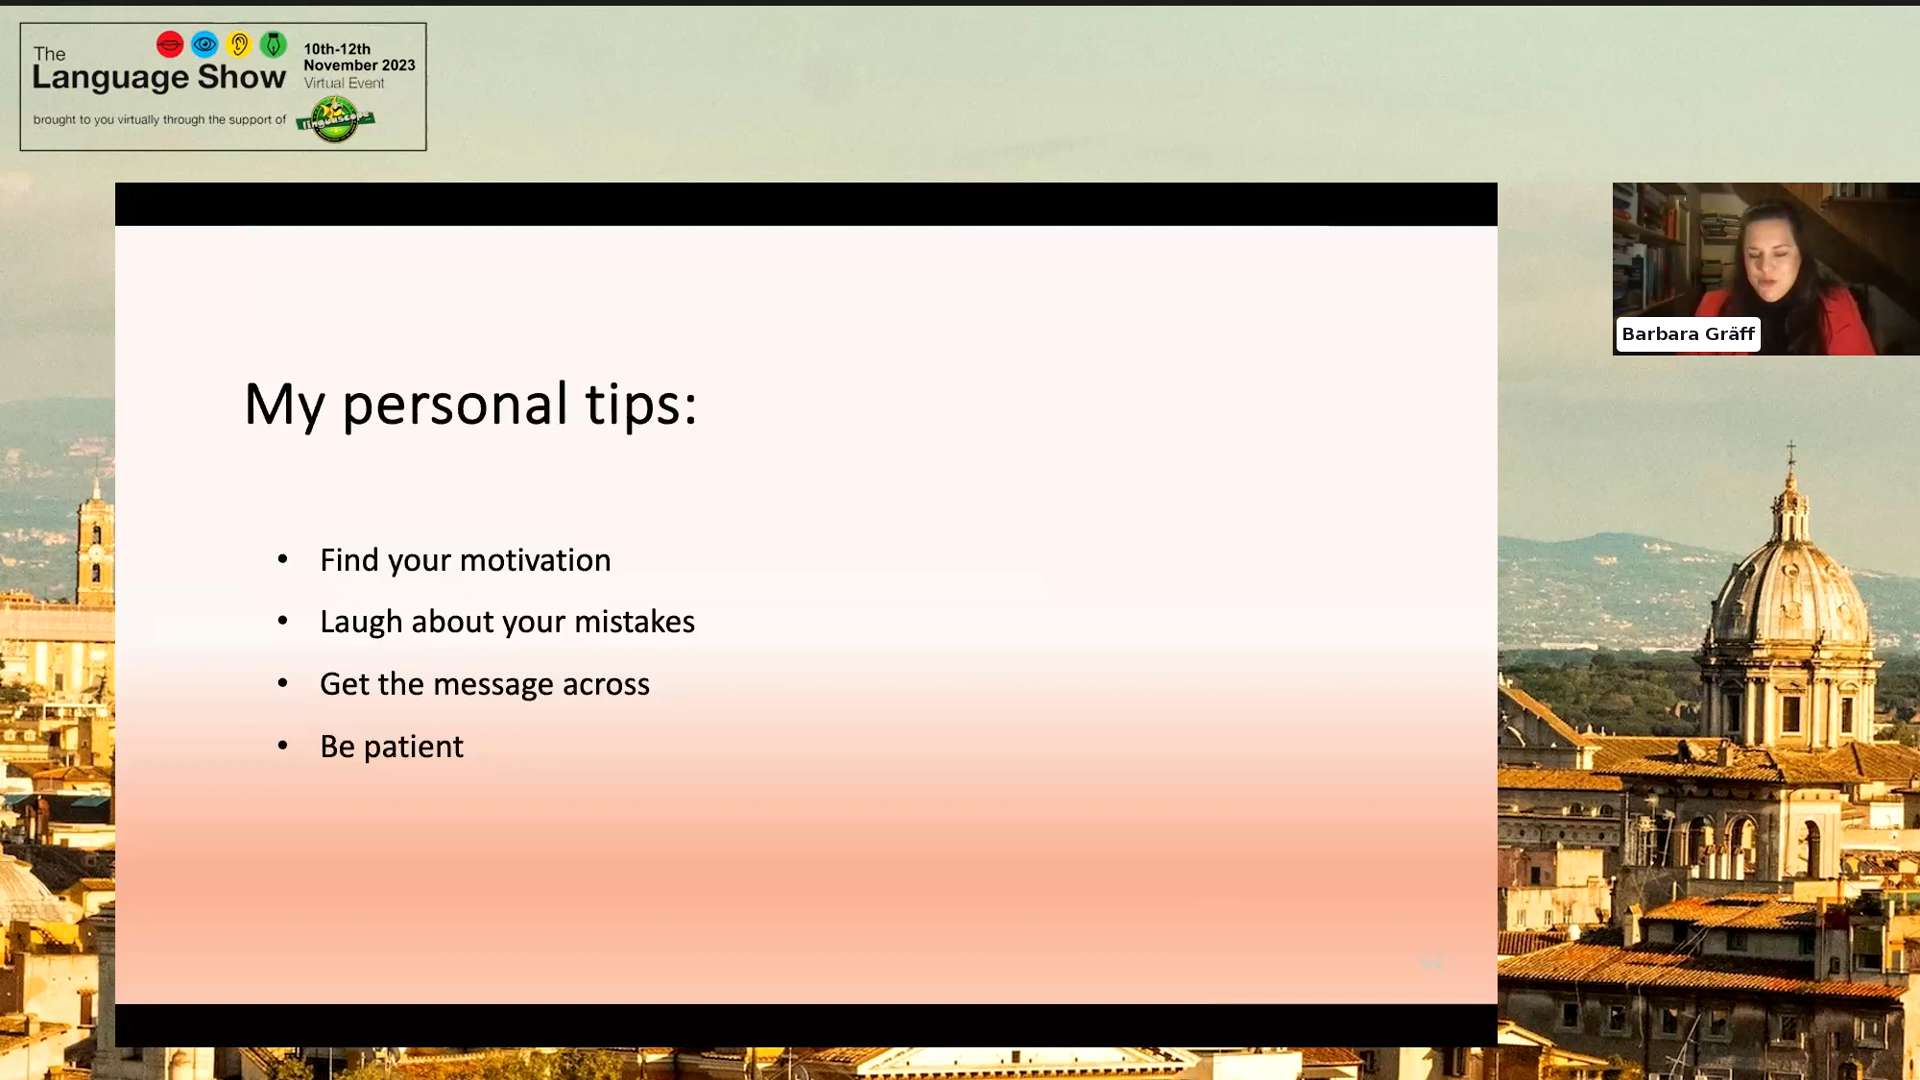 The
Language Show
10th-12th
November 2023
Virtual Event
brought to you virtually through the support of
linguascope
Barbara Gräff
My personal tips:
• Find your motivation
• Laugh about your mistakes
• Get the message across
• Be patient